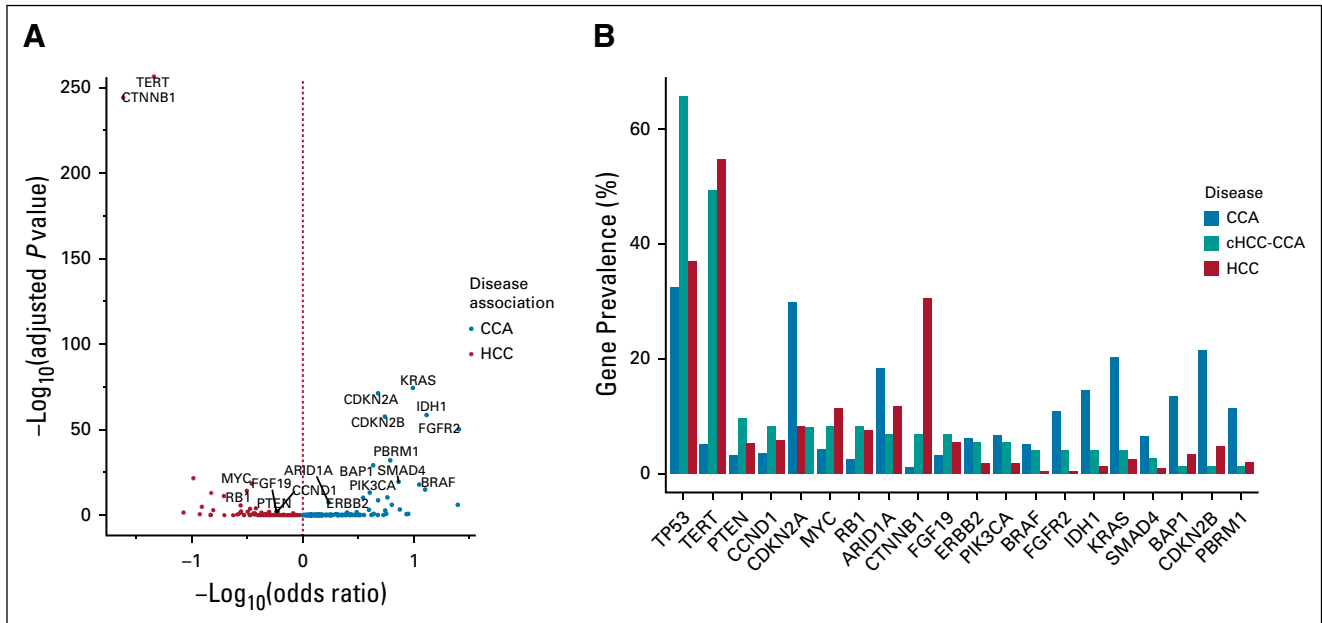 A
−Log10(adjusted P value)
250
200
150
100
50
0
−1
0
1
−Log10(odds ratio)
TERT
CTNNB1
KRAS
CDKN2A
IDH1
CDKN2B
FGFR2
PBRM1
BAP1
SMAD4
ARID1A
MYC
FGF19
PIK3CA
BRAF
RB1
CCND1
PTEN
ERBB2
Disease
association
CCA
HCC
B
Gene Prevalence (%)
60
40
20
0
Disease
CCA
cHCC-CCA
HCC
TP53
TERT
PTEN
CCND1
CDKN2A
MYC
RB1
ARID1A
CTNNB1
FGF19
ERBB2
PIK3CA
BRAF
FGFR2
IDH1
KRAS
SMAD4
BAP1
CDKN2B
PBRM1